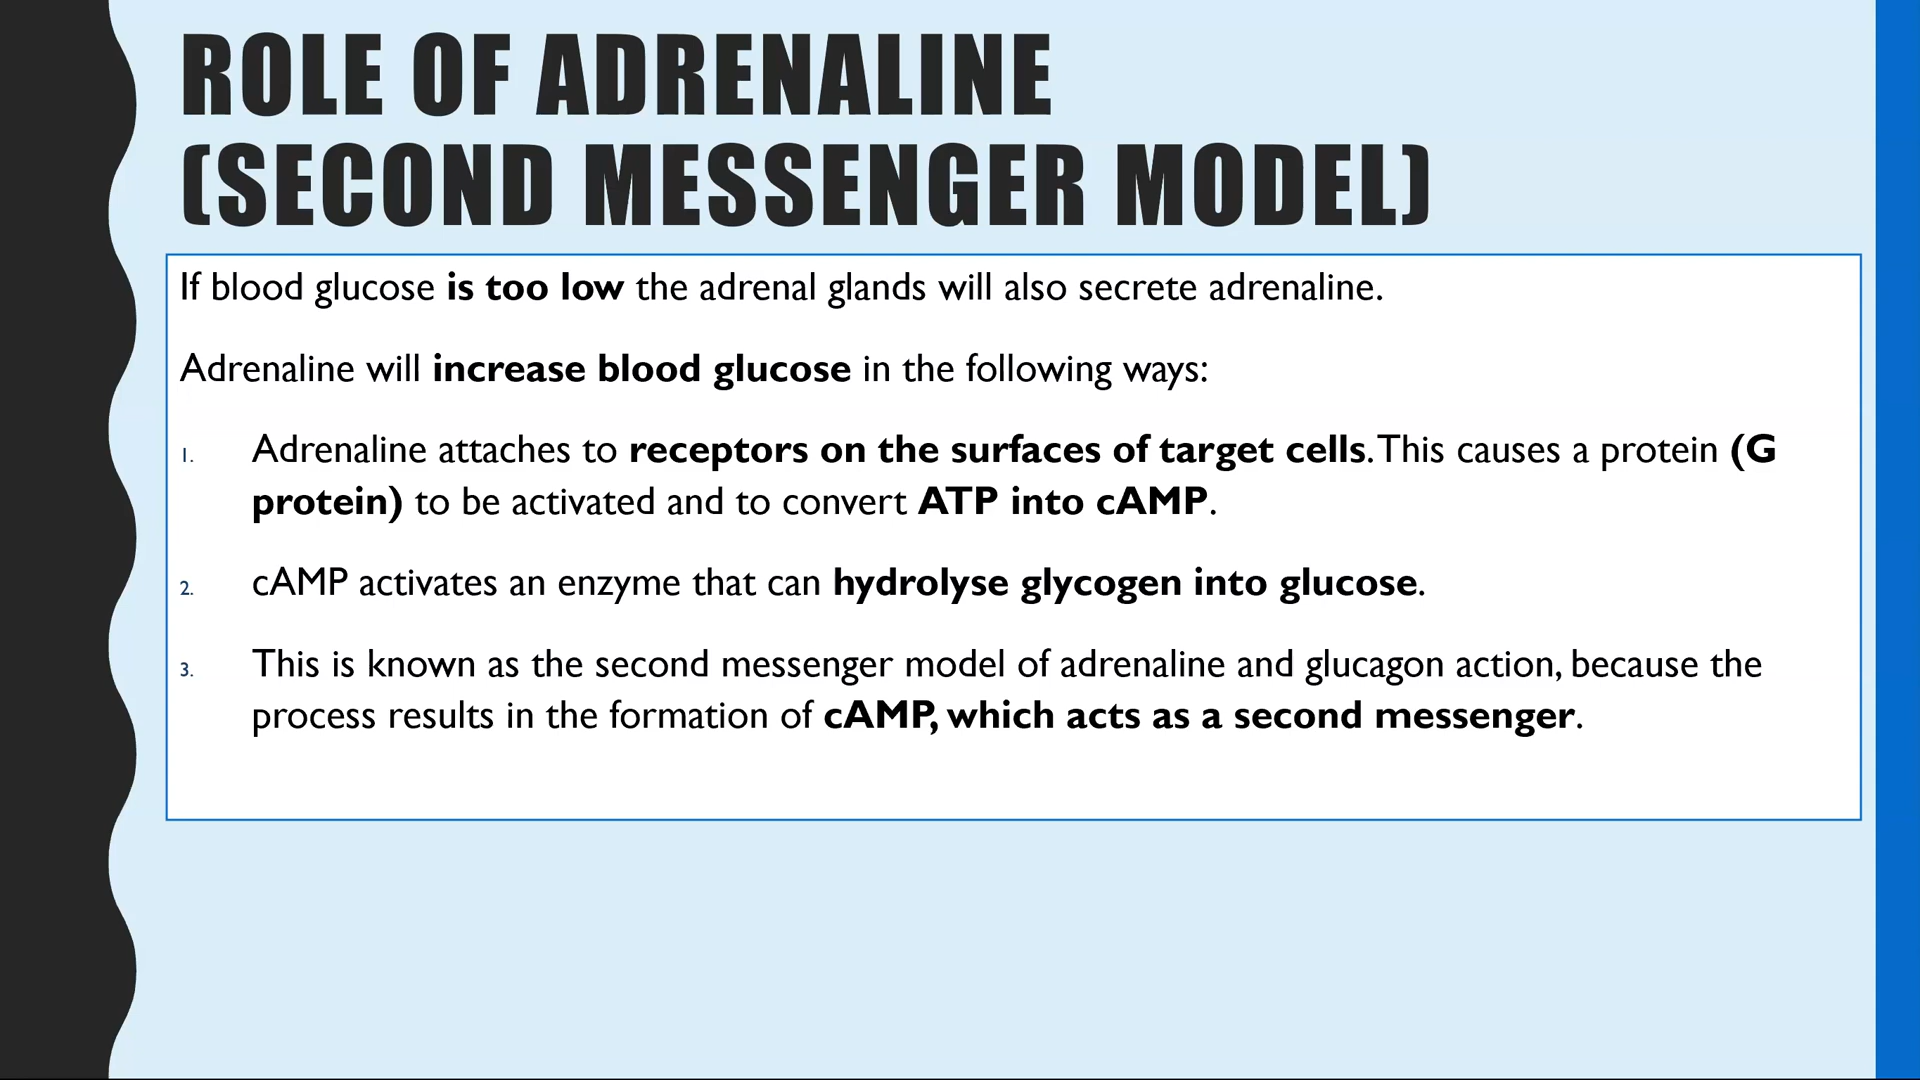 ROLE OF ADRENALINE
(SECOND MESSENGER MODEL)
If blood glucose is too low the adrenal glands will also secrete adrenaline.
Adrenaline will increase blood glucose in the following ways:
1. Adrenaline attaches to receptors on the surfaces of target cells. This causes a protein (G
protein) to be activated and to convert ATP into cAMP.
2. cAMP activates an enzyme that can hydrolyse glycogen into glucose.
3. This is known as the second messenger model of adrenaline and glucagon action, because the
process results in the formation of cAMP, which acts as a second messenger.